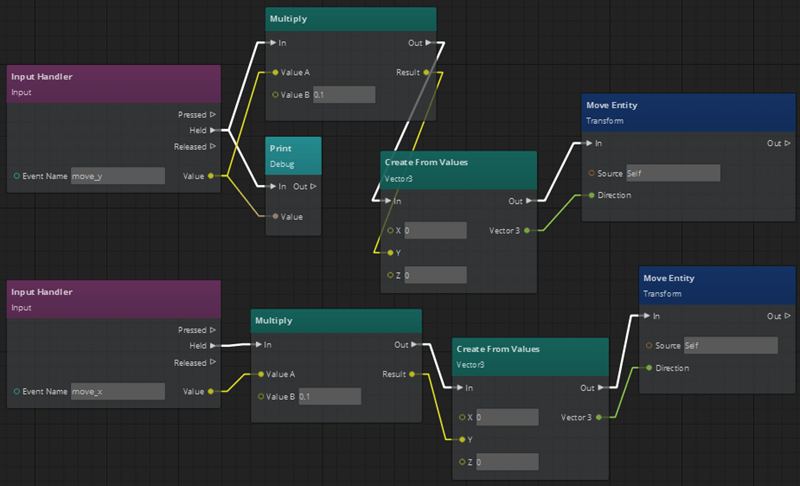 Multiply
In Out
Value A Result
Value B 0.1
Input Handler
Input
Pressed
Held
Released
Event Name move_y Value
Print
Debug
In Out
Value
Create From Values
Vector3
In Out
X 0 Vector 3
Y
Z 0
Move Entity
Transform
In Out
Source Self
Direction
Input Handler
Input
Pressed
Held
Released
Event Name move_x Value
Multiply
In Out
Value A Result
Value B 0.1
Create From Values
Vector3
In Out
X 0 Vector 3
Y
Z 0
Move Entity
Transform
In Out
Source Self
Direction